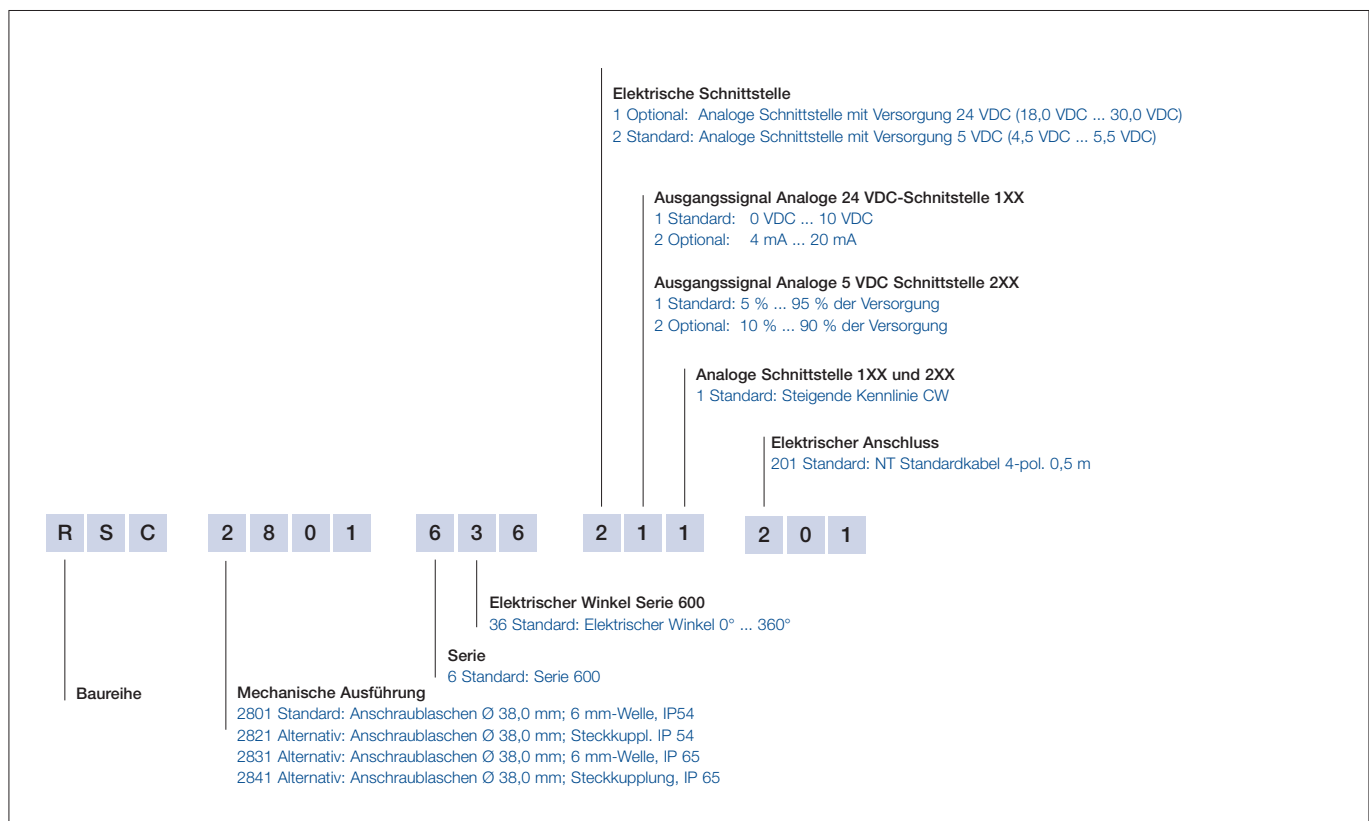 Elektrische Schnittstelle
1 Optional: Analoge Schnittstelle mit Versorgung 24 VDC (18,0 VDC ... 30,0 VDC)
2 Standard: Analoge Schnittstelle mit Versorgung 5 VDC (4,5 VDC ... 5,5 VDC)
Ausgangssignal Analoge 24 VDC-Schnitstelle 1XX
1 Standard: 0 VDC ... 10 VDC
2 Optional: 4 mA ... 20 mA
Ausgangssignal Analoge 5 VDC Schnittstelle 2XX
1 Standard: 5 % ... 95 % der Versorgung
2 Optional: 10 % ... 90 % der Versorgung
Analoge Schnittstelle 1XX und 2XX
1 Standard: Steigende Kennlinie CW
Elektrischer Anschluss
201 Standard: NT Standardkabel 4-pol. 0,5 m
R S C 2 8 0 1 6 3 6 2 1 1 2 0 1
Elektrischer Winkel Serie 600
36 Standard: Elektrischer Winkel 0° ... 360°
Serie
6 Standard: Serie 600
Baureihe
Mechanische Ausführung
2801 Standard: Anschraublaschen Ø 38,0 mm; 6 mm-Welle, IP54
2821 Alternativ: Anschraublaschen Ø 38,0 mm; Steckkuppl. IP 54
2831 Alternativ: Anschraublaschen Ø 38,0 mm; 6 mm-Welle, IP 65
2841 Alternativ: Anschraublaschen Ø 38,0 mm; Steckkupplung, IP 65